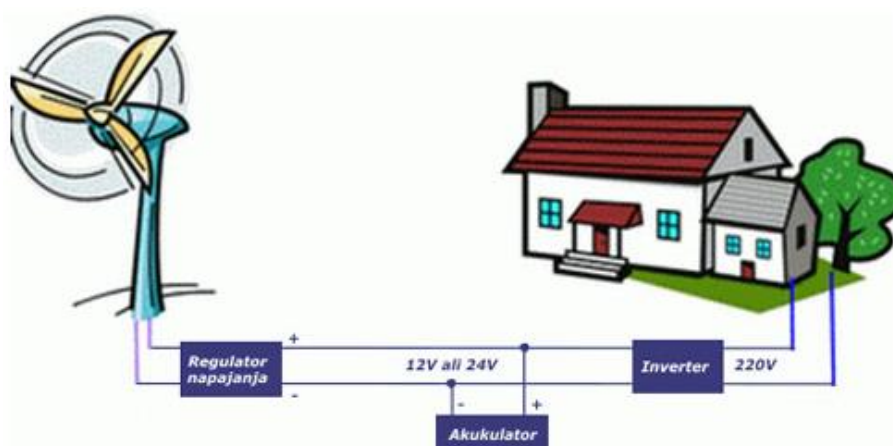 +
Regulator
napajanja
-
12V ali 24V
Inverter
220V
- +
Akukulator